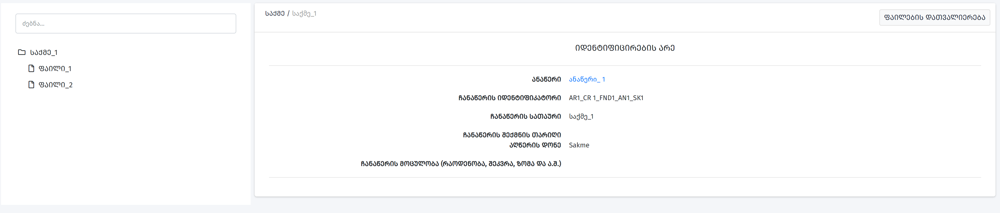 ძებნა...
საქმე_1
ფაილი_1
ფაილი_2
საქმე / საქმე_1
ფაილების დათვალიერება
იდენტიფიცირების არე
ანაწერი ანაწერი_ 1
ჩანაწერის იდენტიფიკატორი AR1_CR 1_FND1_AN1_SK1
ჩანაწერის სათაური საქმე_1
ჩანაწერის შექმნის თარიღი
აღწერის დონე Sakme
ჩანაწერის მოცულობა (რაოდენობა, შეკვრა, ზომა და ა.შ.)